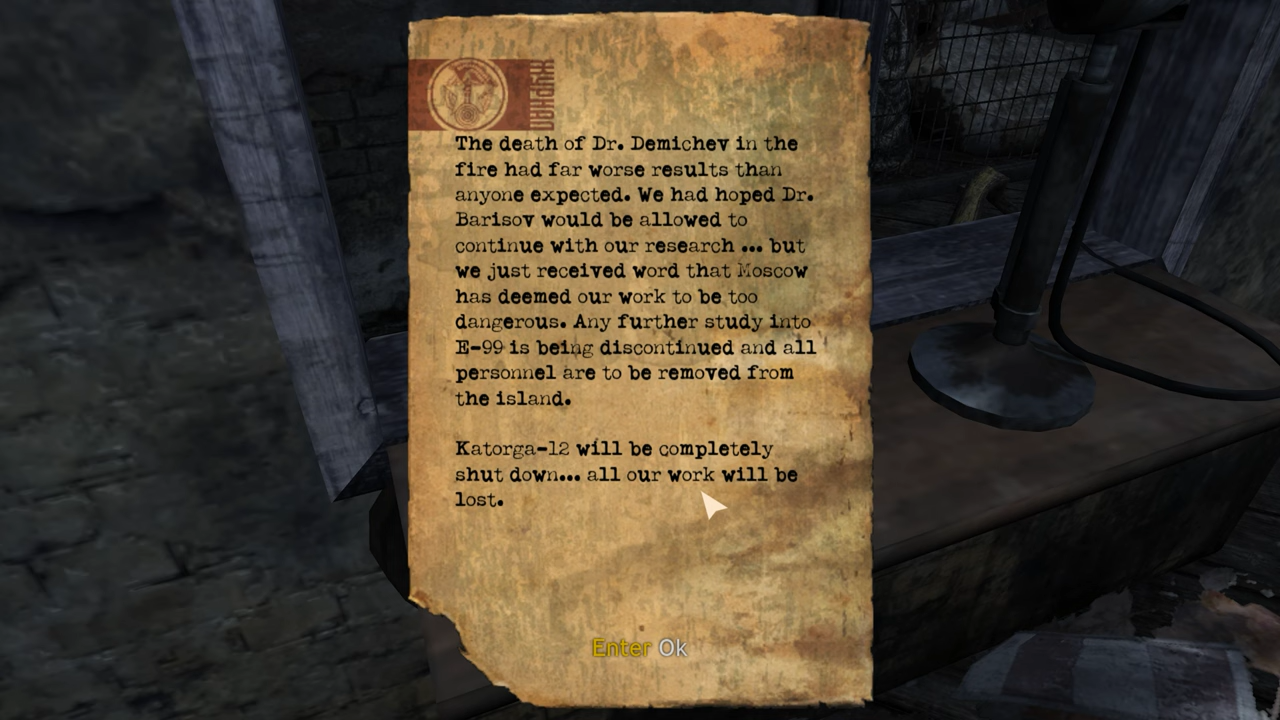 The death of Dr. Demichev in the
fire had far worse results than
anyone expected. We had hoped Dr.
Barisov would be allowed to
continue with our research ... but
we just received word that Moscow
has deemed our work to be too
dangerous. Any further study into
E-99 is being discontinued and all
personnel are to be removed from
the island.
Katorga-12 will be completely
shut down... all our work will be
lost.
Enter Ok